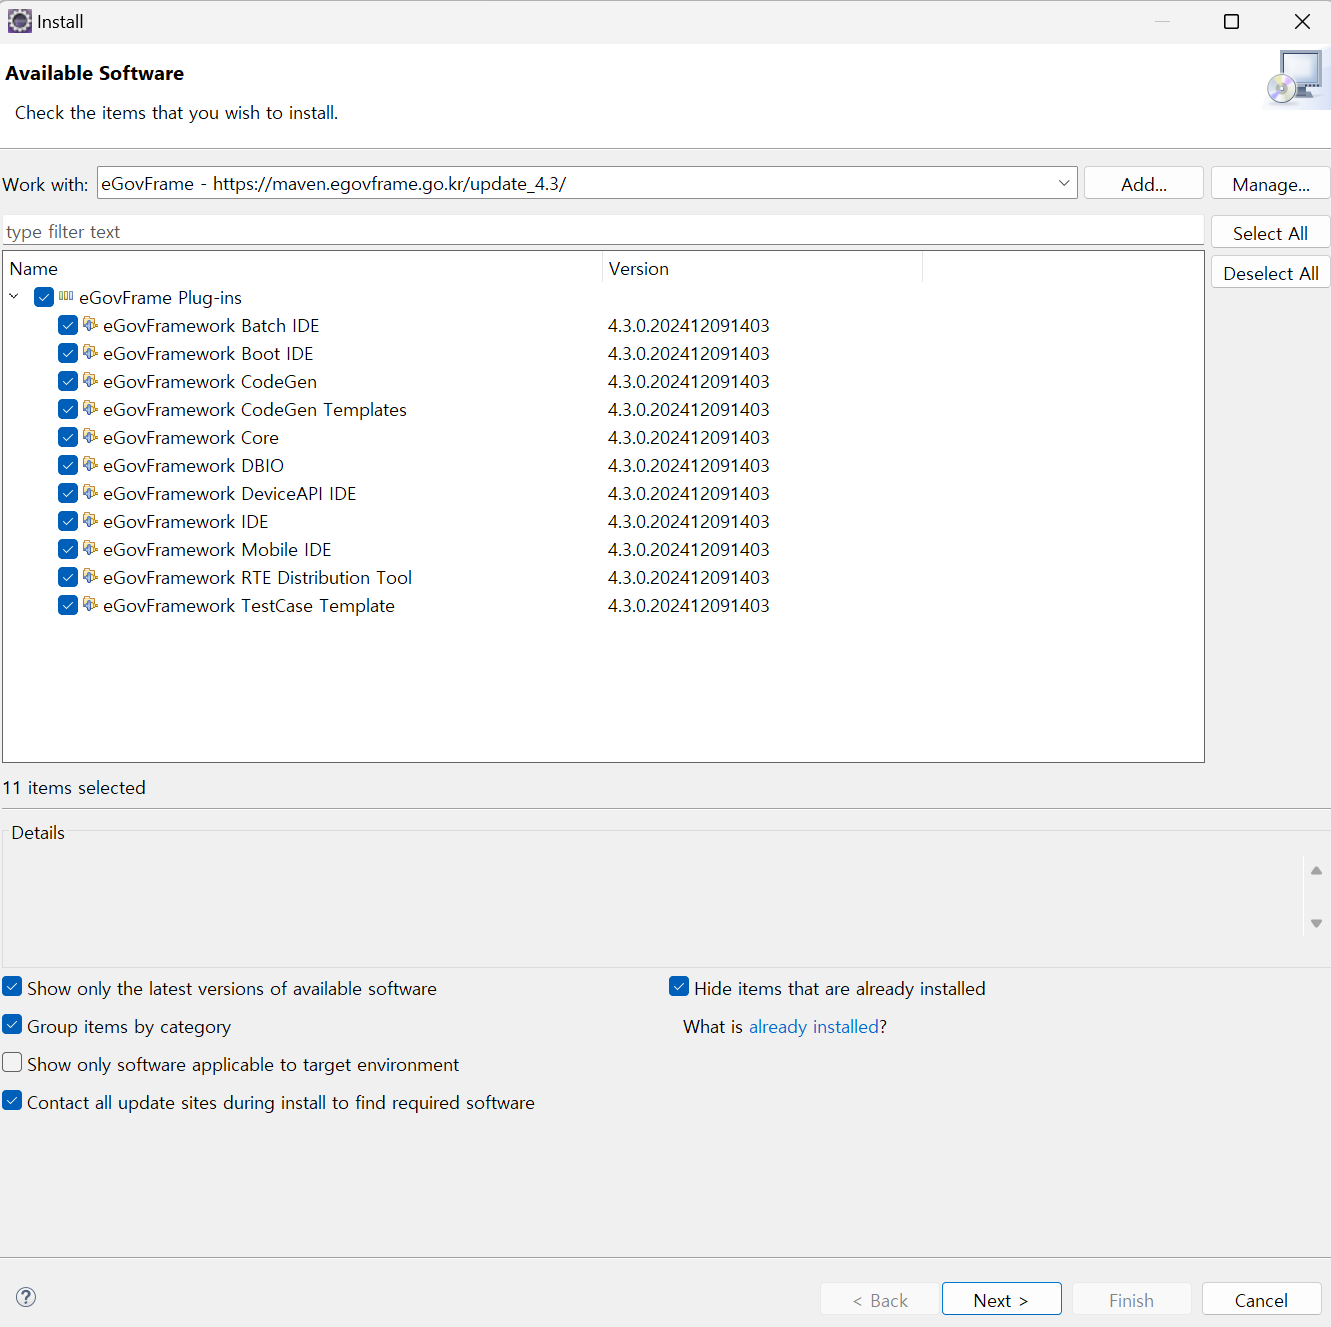 Install
Available Software
Check the items that you wish to install.
Work with: eGovFrame - https://maven.egovframe.go.kr/update_4.3/ Add... Manage...
type filter text Select All
Deselect All
Name Version
eGovFrame Plug-ins
eGovFramework Batch IDE 4.3.0.202412091403
eGovFramework Boot IDE 4.3.0.202412091403
eGovFramework CodeGen 4.3.0.202412091403
eGovFramework CodeGen Templates 4.3.0.202412091403
eGovFramework Core 4.3.0.202412091403
eGovFramework DBIO 4.3.0.202412091403
eGovFramework DeviceAPI IDE 4.3.0.202412091403
eGovFramework IDE 4.3.0.202412091403
eGovFramework Mobile IDE 4.3.0.202412091403
eGovFramework RTE Distribution Tool 4.3.0.202412091403
eGovFramework TestCase Template 4.3.0.202412091403
11 items selected
Details
Show only the latest versions of available software Hide items that are already installed
Group items by category What is already installed?
Show only software applicable to target environment
Contact all update sites during install to find required software
? < Back Next > Finish Cancel